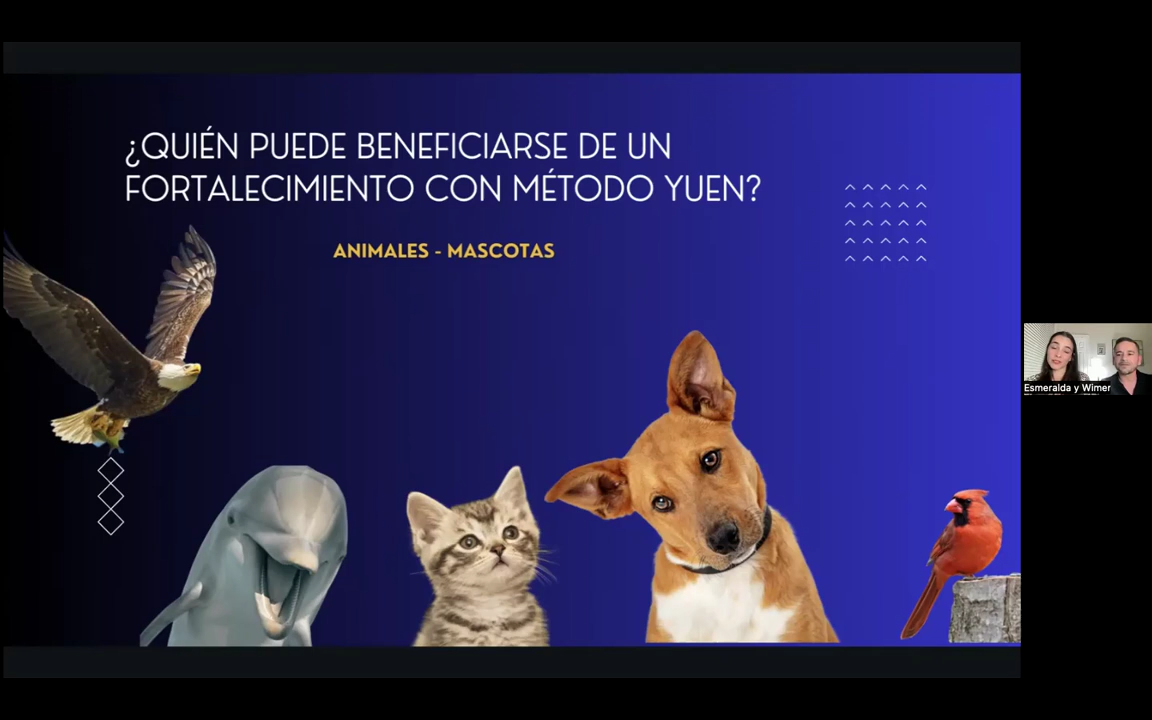 ¿QUIÉN PUEDE BENEFICIARSE DE UN
FORTALECIMIENTO CON MÉTODO YUEN?
ANIMALES - MASCOTAS
Esmeralda y Wimer